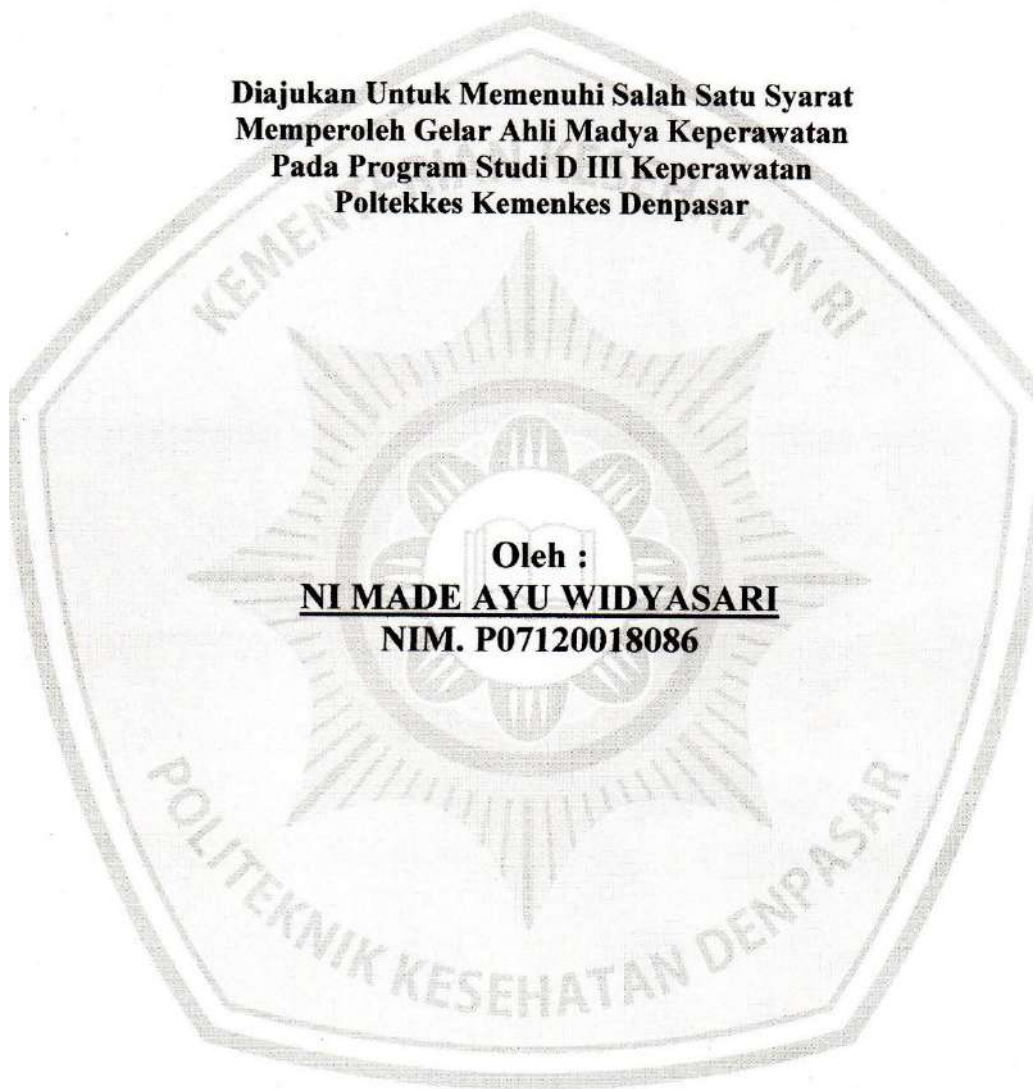 Diajukan Untuk Memenuhi Salah Satu Syarat
Memperoleh Gelar Ahli Madya Keperawatan
Pada Program Studi D III Keperawatan
Poltekkes Kemenkes Denpasar
KEMENTERIAN KESEHATAN RI
Oleh :
NI MADE AYU WIDYASARI
NIM. P07120018086
POLITEKNIK KESEHATAN DENPASAR